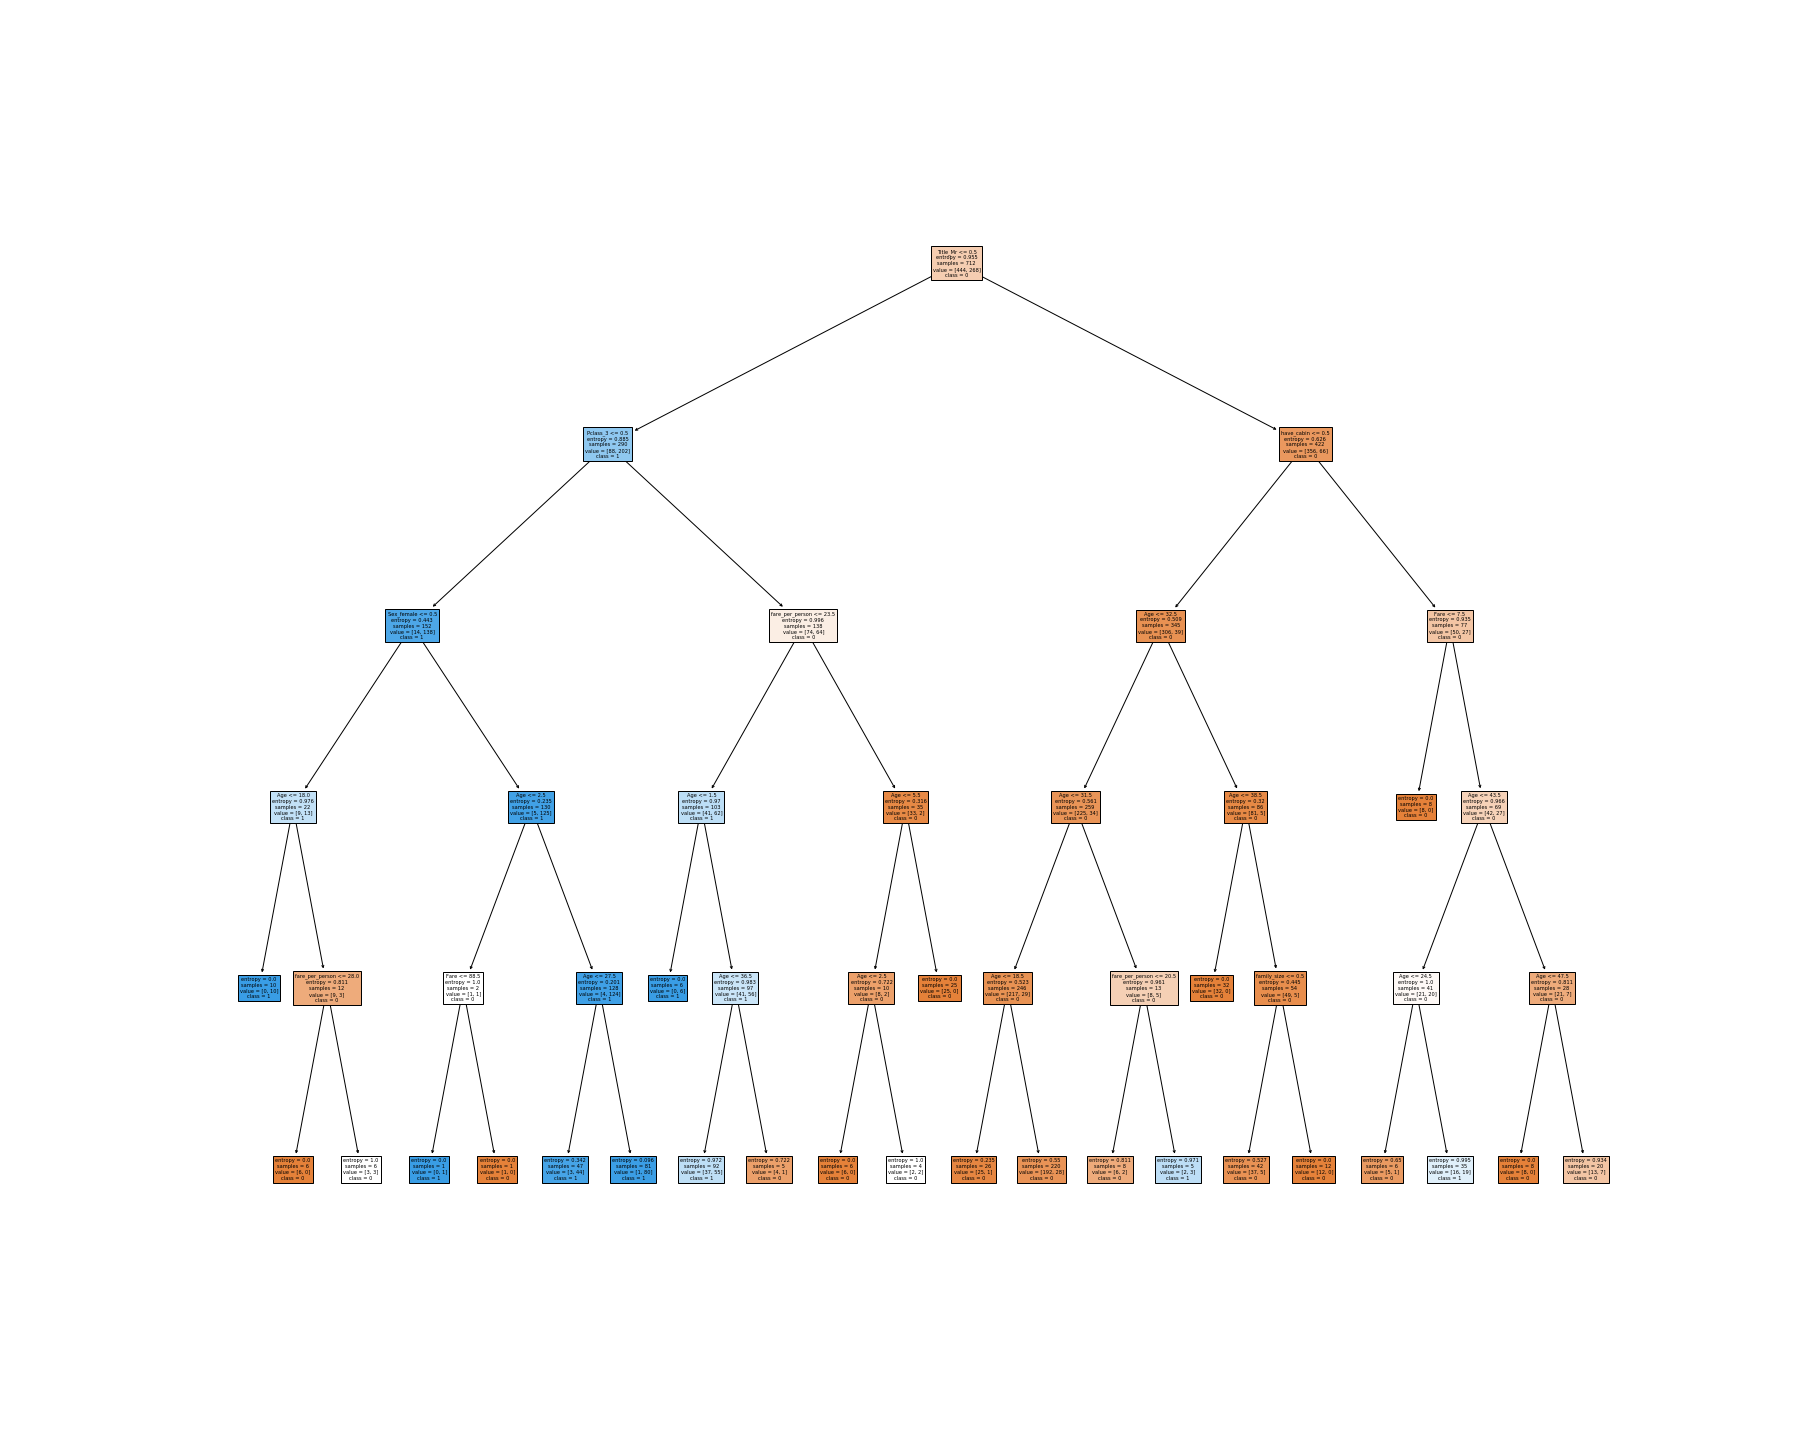 Title_Mr <= 0.5
entropy = 0.955
samples = 712
value = [444, 268]
class = 0
Pclass_3 <= 0.5
entropy = 0.885
samples = 290
value = [88, 202]
class = 1
have_cabin <= 0.5
entropy = 0.626
samples = 422
value = [356, 66]
class = 0
Sex_female <= 0.5
entropy = 0.443
samples = 152
value = [14, 138]
class = 1
fare_per_person <= 23.5
entropy = 0.996
samples = 138
value = [74, 64]
class = 0
Age <= 32.5
entropy = 0.509
samples = 345
value = [306, 39]
class = 0
Fare <= 7.5
entropy = 0.935
samples = 77
value = [50, 27]
class = 0
Age <= 18.0
entropy = 0.976
samples = 22
value = [9, 13]
class = 1
Age <= 2.5
entropy = 0.235
samples = 130
value = [5, 125]
class = 1
Age <= 1.5
entropy = 0.97
samples = 103
value = [41, 62]
class = 1
Age <= 5.5
entropy = 0.316
samples = 35
value = [33, 2]
class = 0
Age <= 31.5
entropy = 0.561
samples = 259
value = [225, 34]
class = 0
Age <= 38.5
entropy = 0.32
samples = 86
value = [81, 5]
class = 0
entropy = 0.0
samples = 8
value = [8, 0]
class = 0
Age <= 43.5
entropy = 0.966
samples = 69
value = [42, 27]
class = 0
entropy = 0.0
samples = 10
value = [0, 10]
class = 1
fare_per_person <= 28.0
entropy = 0.811
samples = 12
value = [9, 3]
class = 0
Fare <= 88.5
entropy = 1.0
samples = 2
value = [1, 1]
class = 0
Age <= 27.5
entropy = 0.201
samples = 128
value = [4, 124]
class = 1
entropy = 0.0
samples = 6
value = [0, 6]
class = 1
Age <= 36.5
entropy = 0.983
samples = 97
value = [41, 56]
class = 1
Age <= 2.5
entropy = 0.722
samples = 10
value = [8, 2]
class = 0
entropy = 0.0
samples = 25
value = [25, 0]
class = 0
Age <= 18.5
entropy = 0.523
samples = 246
value = [217, 29]
class = 0
fare_per_person <= 20.5
entropy = 0.961
samples = 13
value = [8, 5]
class = 0
entropy = 0.0
samples = 32
value = [32, 0]
class = 0
family_size <= 0.5
entropy = 0.445
samples = 54
value = [49, 5]
class = 0
Age <= 24.5
entropy = 1.0
samples = 41
value = [21, 20]
class = 0
Age <= 47.5
entropy = 0.811
samples = 28
value = [21, 7]
class = 0
entropy = 0.0
samples = 6
value = [6, 0]
class = 0
entropy = 1.0
samples = 6
value = [3, 3]
class = 0
entropy = 0.0
samples = 1
value = [0, 1]
class = 1
entropy = 0.0
samples = 1
value = [1, 0]
class = 0
entropy = 0.342
samples = 47
value = [3, 44]
class = 1
entropy = 0.096
samples = 81
value = [1, 80]
class = 1
entropy = 0.972
samples = 92
value = [37, 55]
class = 1
entropy = 0.722
samples = 5
value = [4, 1]
class = 0
entropy = 0.0
samples = 6
value = [6, 0]
class = 0
entropy = 1.0
samples = 4
value = [2, 2]
class = 0
entropy = 0.235
samples = 26
value = [25, 1]
class = 0
entropy = 0.55
samples = 220
value = [192, 28]
class = 0
entropy = 0.811
samples = 8
value = [6, 2]
class = 0
entropy = 0.971
samples = 5
value = [2, 3]
class = 1
entropy = 0.527
samples = 42
value = [37, 5]
class = 0
entropy = 0.0
samples = 12
value = [12, 0]
class = 0
entropy = 0.65
samples = 6
value = [5, 1]
class = 0
entropy = 0.995
samples = 35
value = [16, 19]
class = 1
entropy = 0.0
samples = 8
value = [8, 0]
class = 0
entropy = 0.934
samples = 20
value = [13, 7]
class = 0